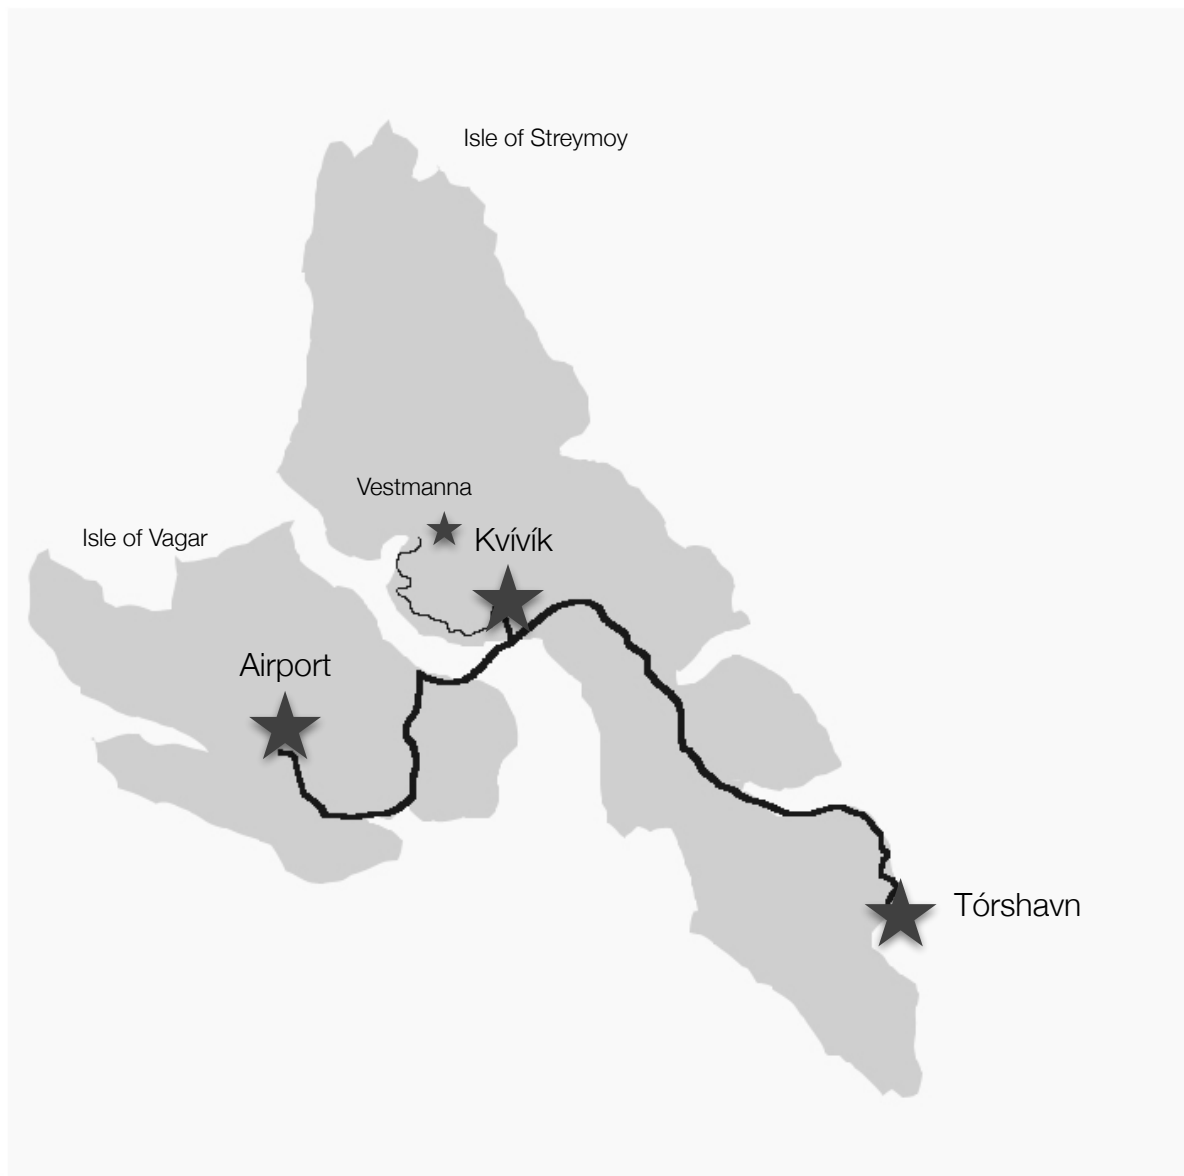 Isle of Streymoy
Vestmanna
Isle of Vagar
Kvívík
Airport
Tórshavn